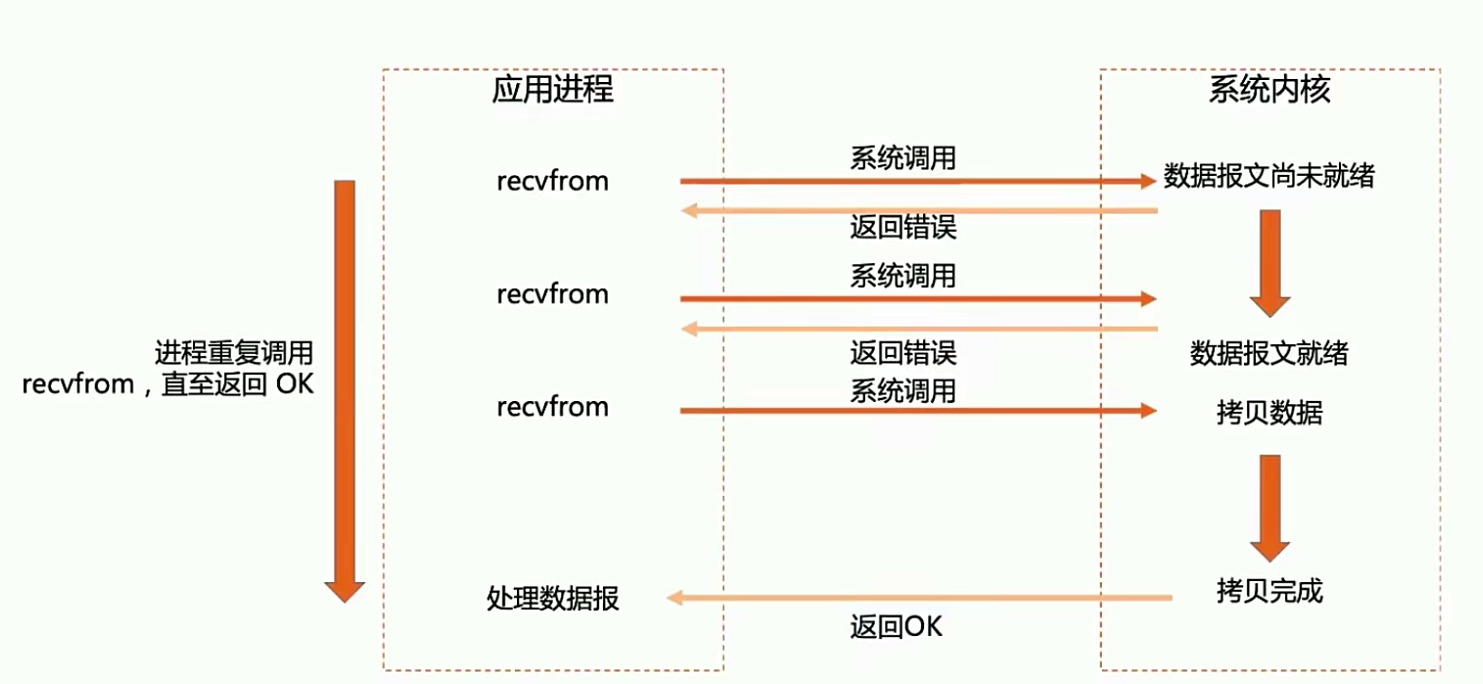 应用进程
系统内核
系统调用
recvfrom
数据报文尚未就绪
返回错误
系统调用
recvfrom
进程重复调用
recvfrom，直至返回 OK
返回错误
数据报文就绪
系统调用
recvfrom
拷贝数据
处理数据报
拷贝完成
返回OK